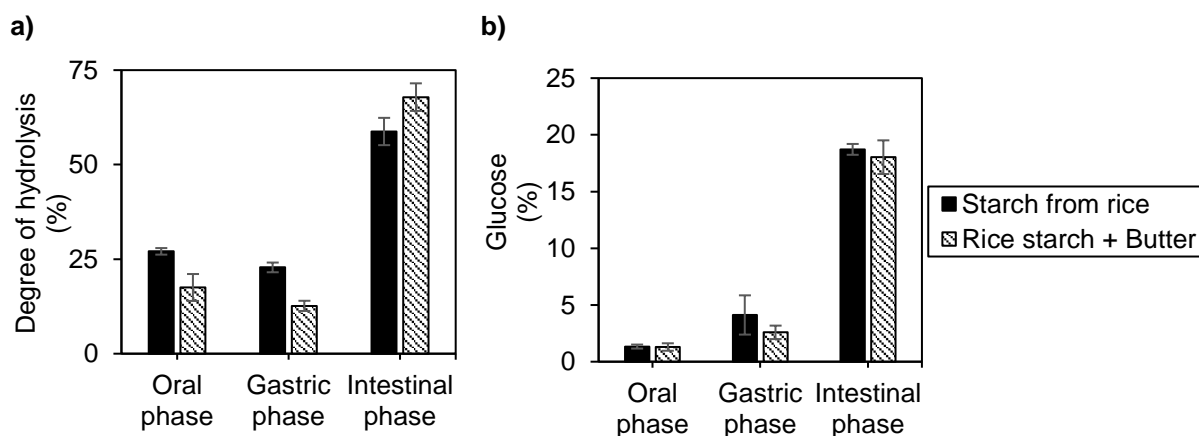 a)
Degree of hydrolysis
(%)
75
50
25
0
Oral
phase
Gastric
phase
Intestinal
phase
b)
Glucose
(%)
25
20
15
10
5
0
Oral
phase
Gastric
phase
Intestinal
phase
Starch from rice
Rice starch + Butter